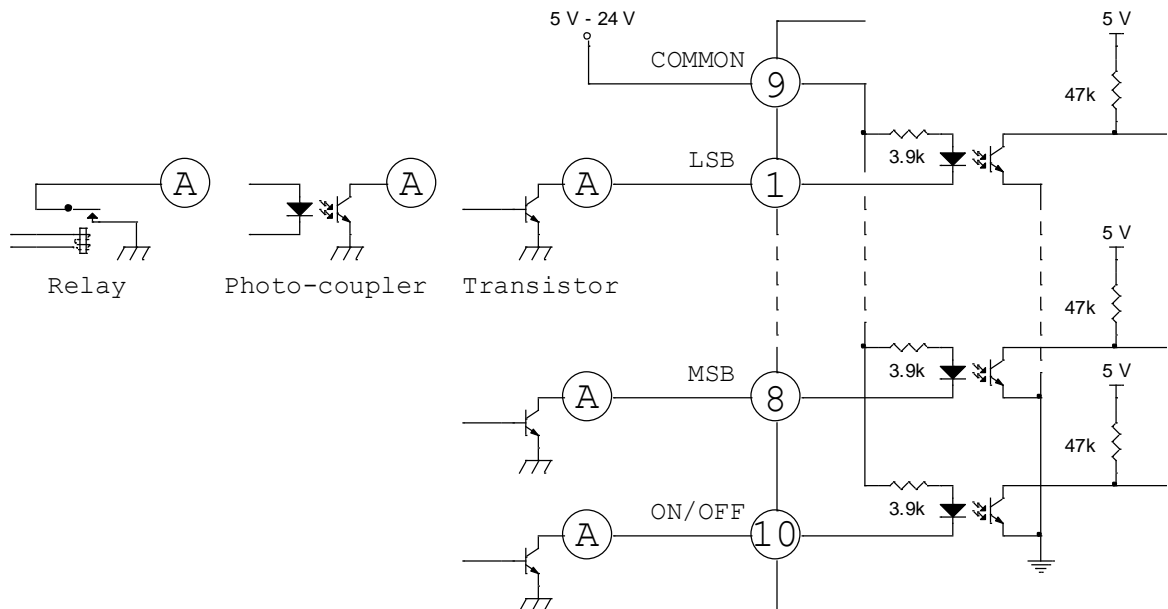 5 V - 24 V
5 V
COMMON
9
47k
LSB
3.9k
A
A
A
1
Relay
Photo-coupler
Transistor
5 V
47k
MSB
3.9k
5 V
A
8
47k
ON/OFF
3.9k
A
10